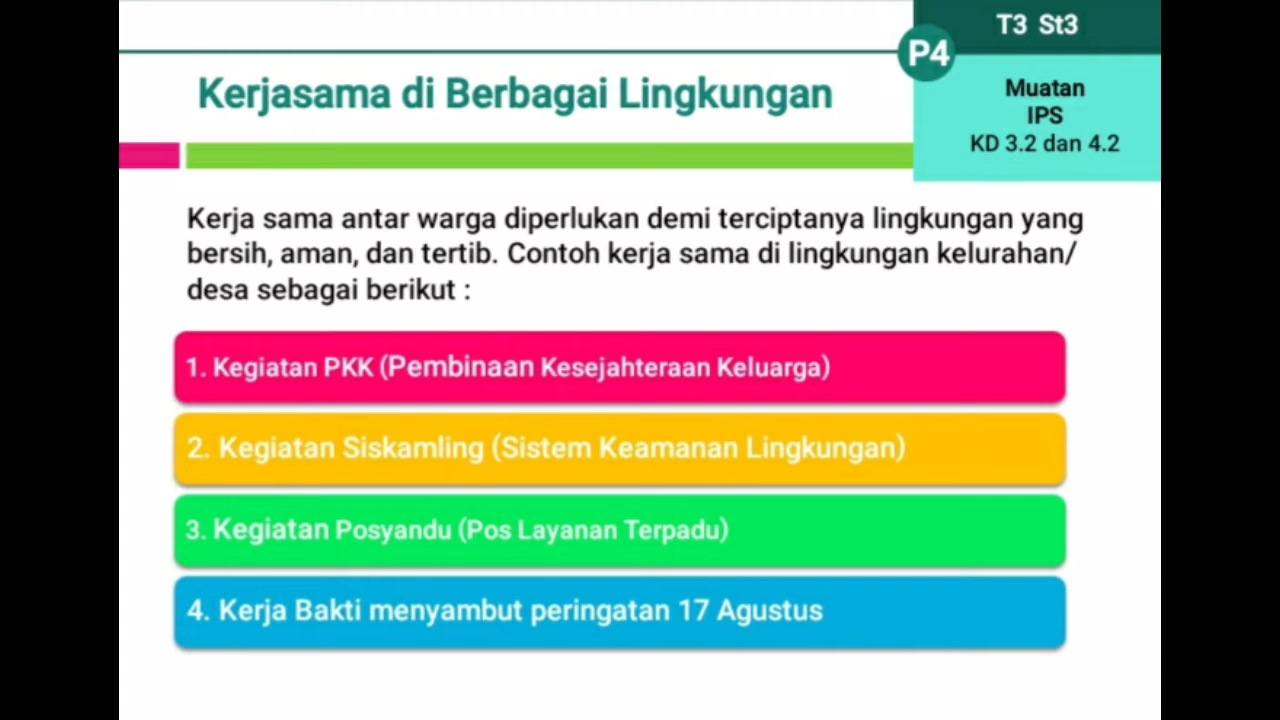 T3 St3
P4
Muatan
IPS
KD 3.2 dan 4.2
Kerjasama di Berbagai Lingkungan
Kerja sama antar warga diperlukan demi terciptanya lingkungan yang
bersih, aman, dan tertib. Contoh kerja sama di lingkungan kelurahan/
desa sebagai berikut :
1. Kegiatan PKK (Pembinaan Kesejahteraan Keluarga)
2. Kegiatan Siskamling (Sistem Keamanan Lingkungan)
3. Kegiatan Posyandu (Pos Layanan Terpadu)
4. Kerja Bakti menyambut peringatan 17 Agustus